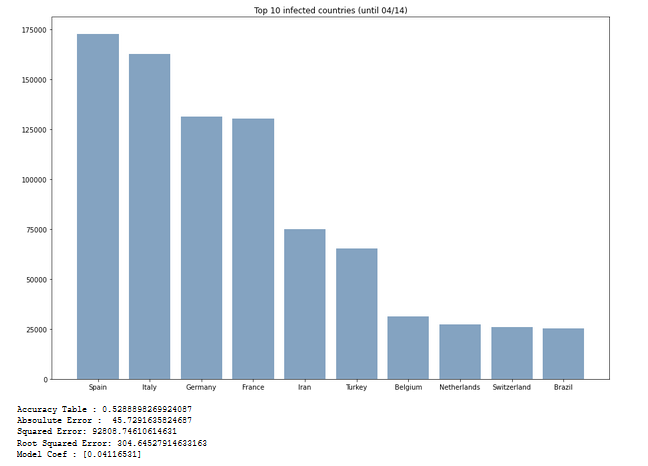 Top 10 infected countries (until 04/14)
175000
150000
125000
100000
75000
50000
25000
0
Spain Italy Germany France Iran Turkey Belgium Netherlands Switzerland Brazil
Accuracy Table : 0.5288898269924087
Absoulute Error :  45.7291635824687
Squared Error: 92808.74610614631
Root Squared Error: 304.64527914633163
Model Coef : [0.04116531]